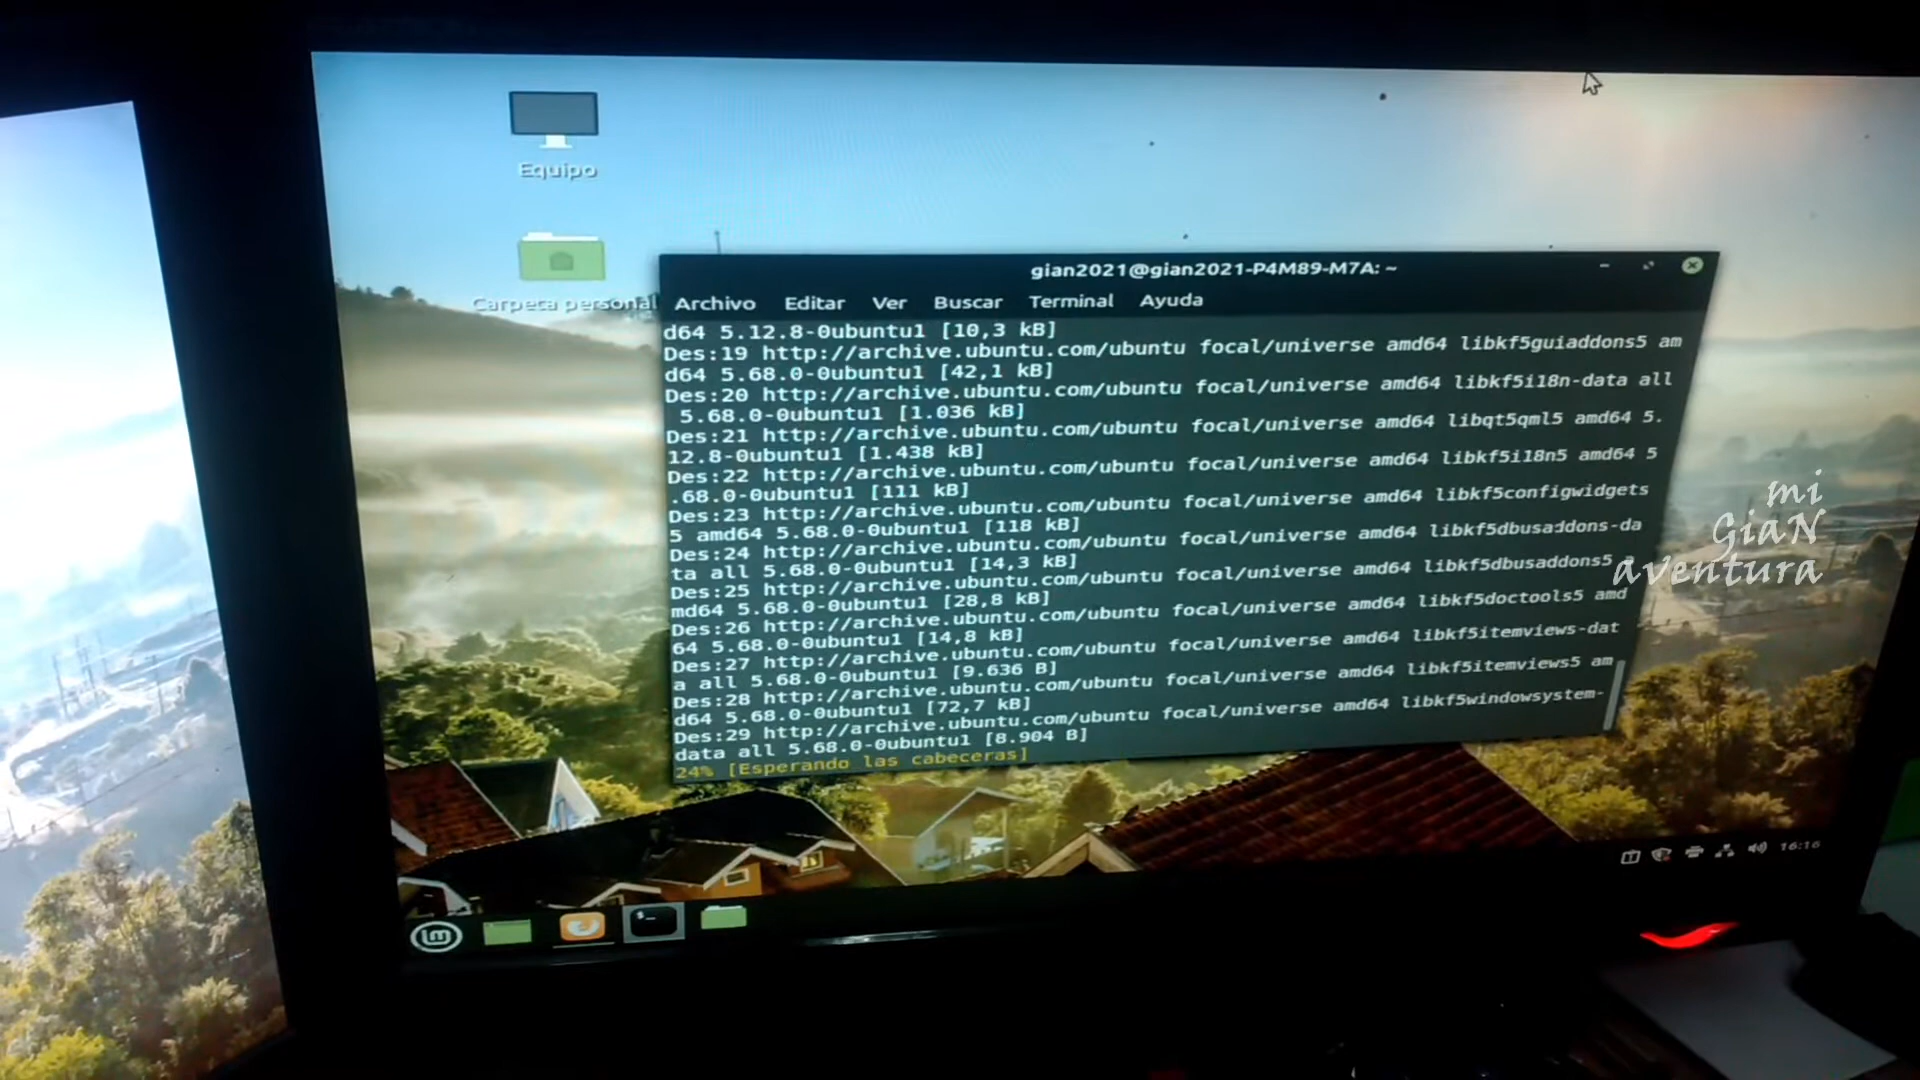 Equipo
Carpeta personal
gian2021@gian2021-P4M89-M7A: ~
Archivo Editar Ver Buscar Terminal Ayuda
d64 5.12.8-0ubuntu1 [10,3 kB]
Des:19 http://archive.ubuntu.com/ubuntu focal/universe amd64 libkf5guiaddons5 am
d64 5.68.0-0ubuntu1 [42,1 kB]
Des:20 http://archive.ubuntu.com/ubuntu focal/universe amd64 libkf5i18n-data all
5.68.0-0ubuntu1 [1.036 kB]
Des:21 http://archive.ubuntu.com/ubuntu focal/universe amd64 libqt5qml5 amd64 5.
12.8-0ubuntu1 [1.438 kB]
Des:22 http://archive.ubuntu.com/ubuntu focal/universe amd64 libkf5i18n5 amd64 5
.68.0-0ubuntu1 [111 kB]
Des:23 http://archive.ubuntu.com/ubuntu focal/universe amd64 libkf5configwidgets
5 amd64 5.68.0-0ubuntu1 [118 kB]
Des:24 http://archive.ubuntu.com/ubuntu focal/universe amd64 libkf5dbusaddons-da
ta all 5.68.0-0ubuntu1 [14,3 kB]
Des:25 http://archive.ubuntu.com/ubuntu focal/universe amd64 libkf5dbusaddons5 a
md64 5.68.0-0ubuntu1 [28,8 kB]
Des:26 http://archive.ubuntu.com/ubuntu focal/universe amd64 libkf5doctools5 amd
64 5.68.0-0ubuntu1 [14,8 kB]
Des:27 http://archive.ubuntu.com/ubuntu focal/universe amd64 libkf5itemviews-dat
a all 5.68.0-0ubuntu1 [9.636 B]
Des:28 http://archive.ubuntu.com/ubuntu focal/universe amd64 libkf5itemviews5 am
d64 5.68.0-0ubuntu1 [72,7 kB]
Des:29 http://archive.ubuntu.com/ubuntu focal/universe amd64 libkf5windowsystem-
data all 5.68.0-0ubuntu1 [8.904 B]
24% [Esperando las cabeceras]
mi
GiaN
aventura
16:16